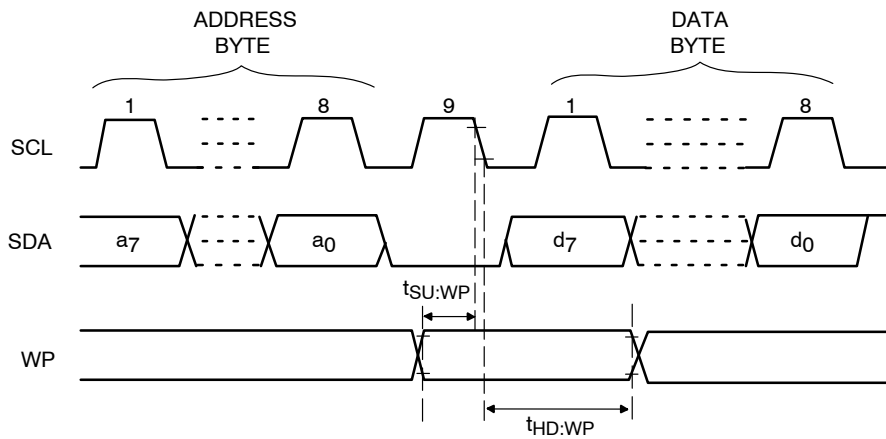 ADDRESS
BYTE
DATA
BYTE
1
8
9
1
8
SCL
SDA
a7
a0
d7
d0
tSU:WP
WP
tHD:WP